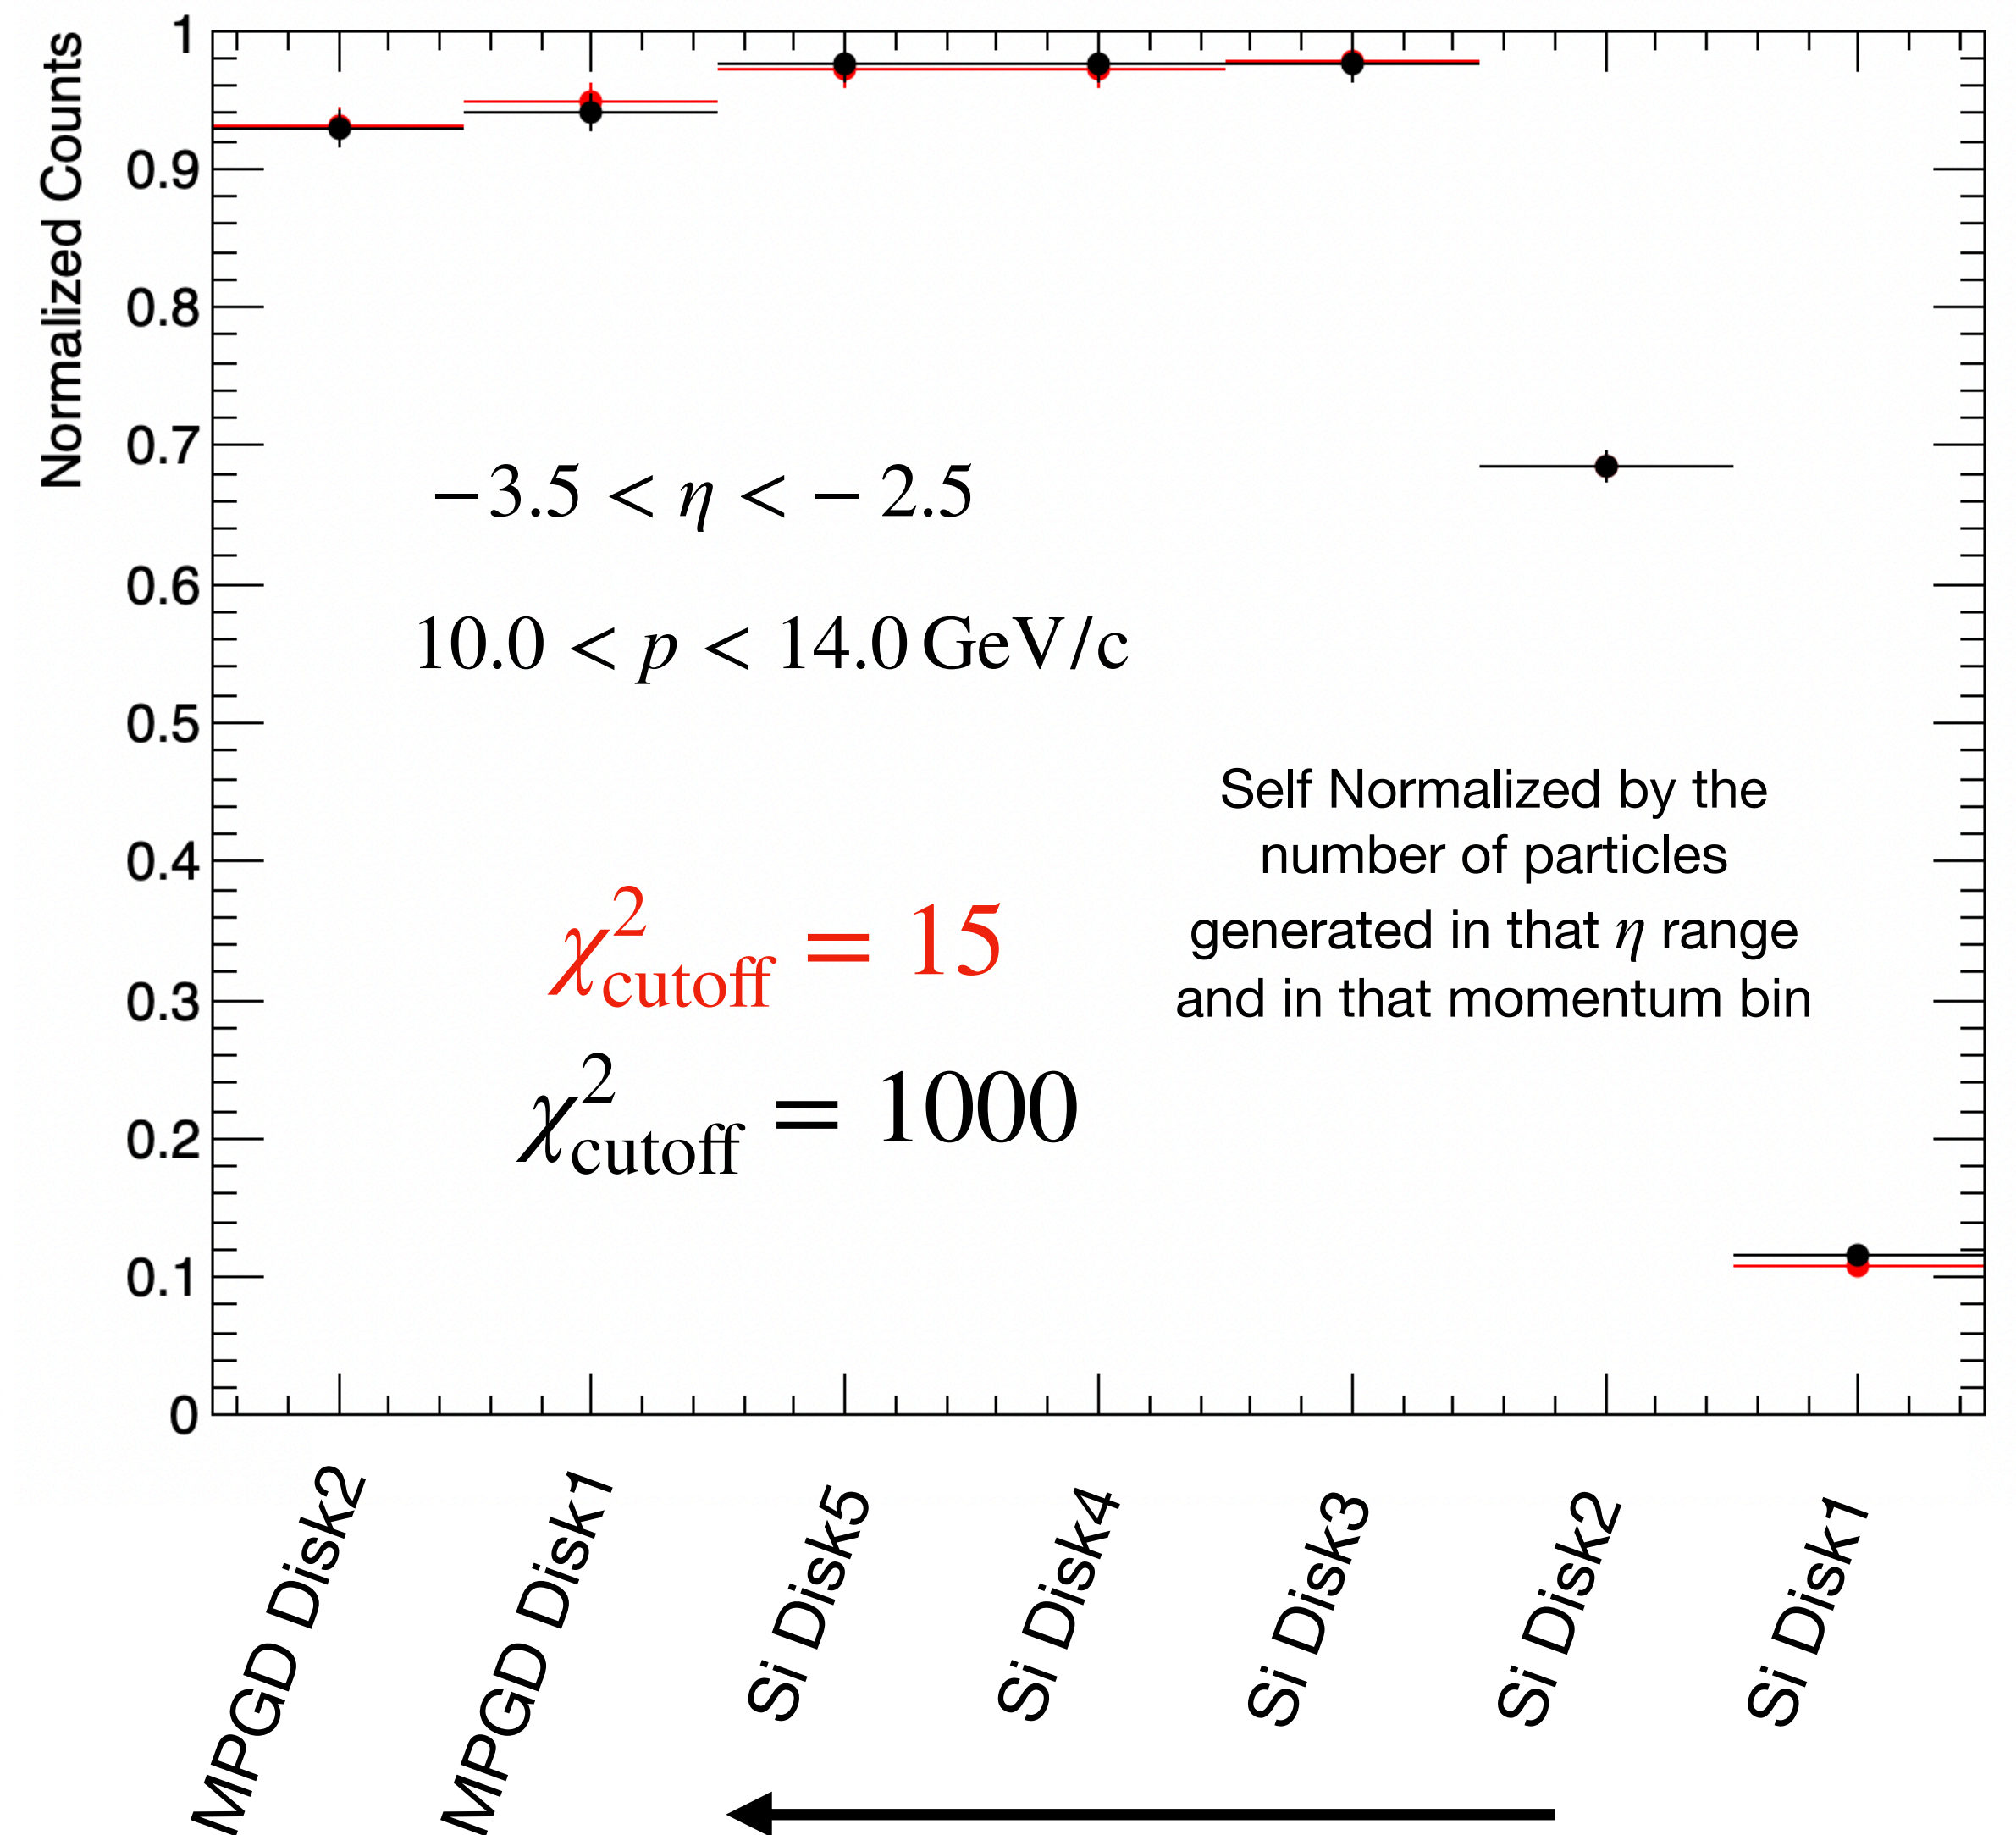 Normalized Counts
1
0.9
0.8
0.7
0.6
0.5
0.4
0.3
0.2
0.1
0
−3.5 < η < − 2.5
10.0 < p < 14.0 GeV/c
χ²cutoff = 15
χ²cutoff = 1000
Self Normalized by the
number of particles
generated in that η range
and in that momentum bin
MPGD Disk2
MPGD Disk1
Si Disk5
Si Disk4
Si Disk3
Si Disk2
Si Disk1